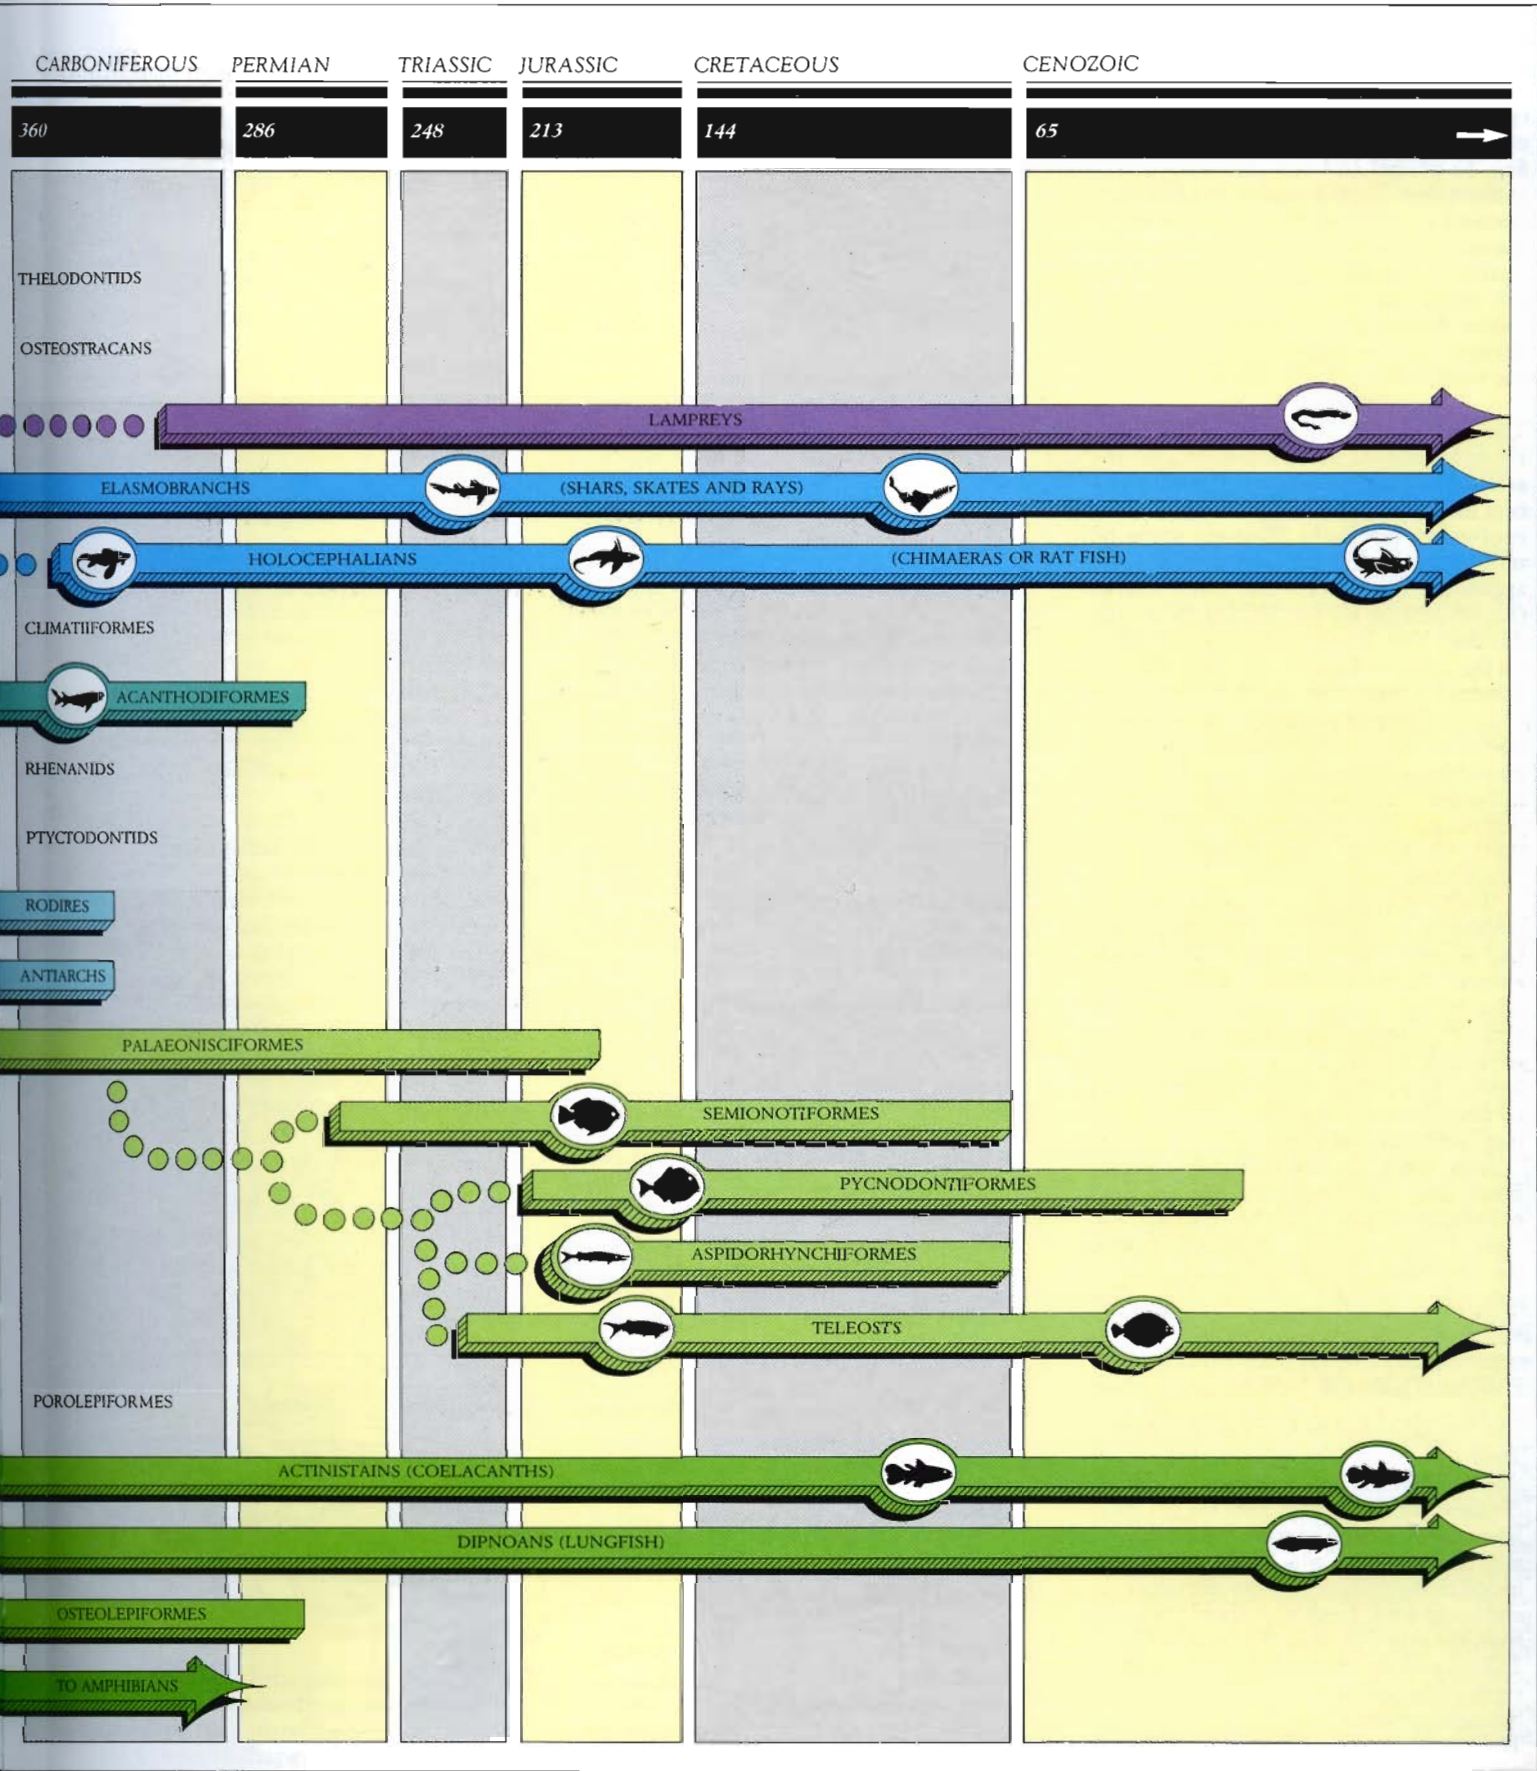 CARBONIFEROUS PERMIAN TRIASSIC JURASSIC CRETACEOUS CENOZOIC
360 286 248 213 144 65
THELODONTIDS
OSTEOSTRACANS
LAMPREYS
ELASMOBRANCHS (SHARS, SKATES AND RAYS)
HOLOCEPHALIANS (CHIMAERAS OR RAT FISH)
CLIMATIIFORMES
ACANTHODIFORMES
RHENANIDS
PTYCTODONTIDS
RODIRES
ANTIARCHS
PALAEONISCIFORMES
SEMIONOTIFORMES
PYCNODONTIFORMES
ASPIDORHYNCHIFORMES
TELEOSTS
POROLEPIFORMES
ACTINISTAINS (COELACANTHS)
DIPNOANS (LUNGFISH)
OSTEOLEPIFORMES
TO AMPHIBIANS